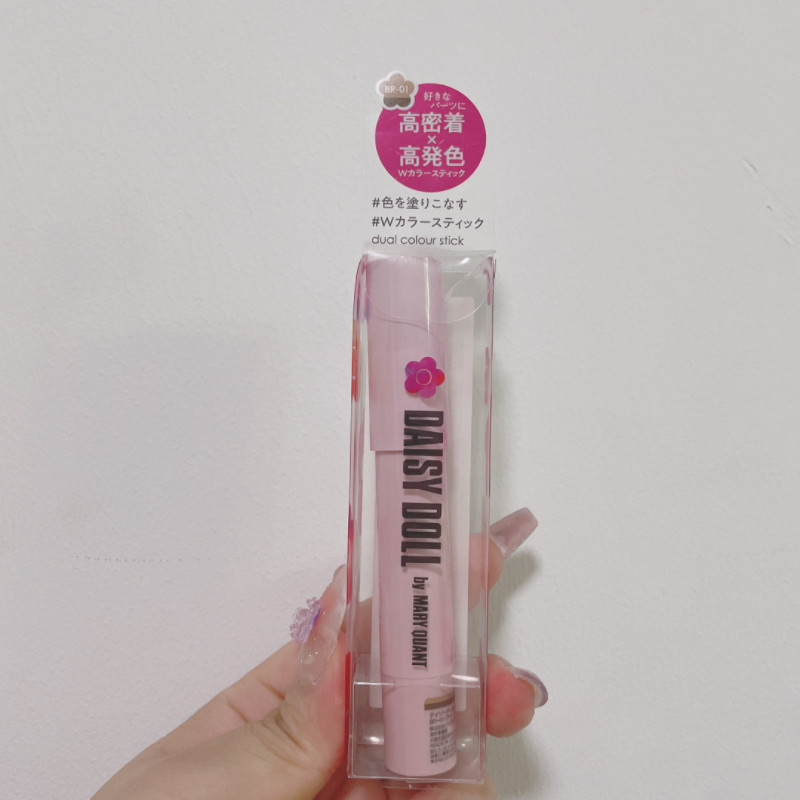 BR-01
好きな
パーツに
高密着
×
高発色
Wカラースティック
#色を塗りこなす
#Wカラースティック
dual colour stick
DAISY DOLL
by MARY QUANT